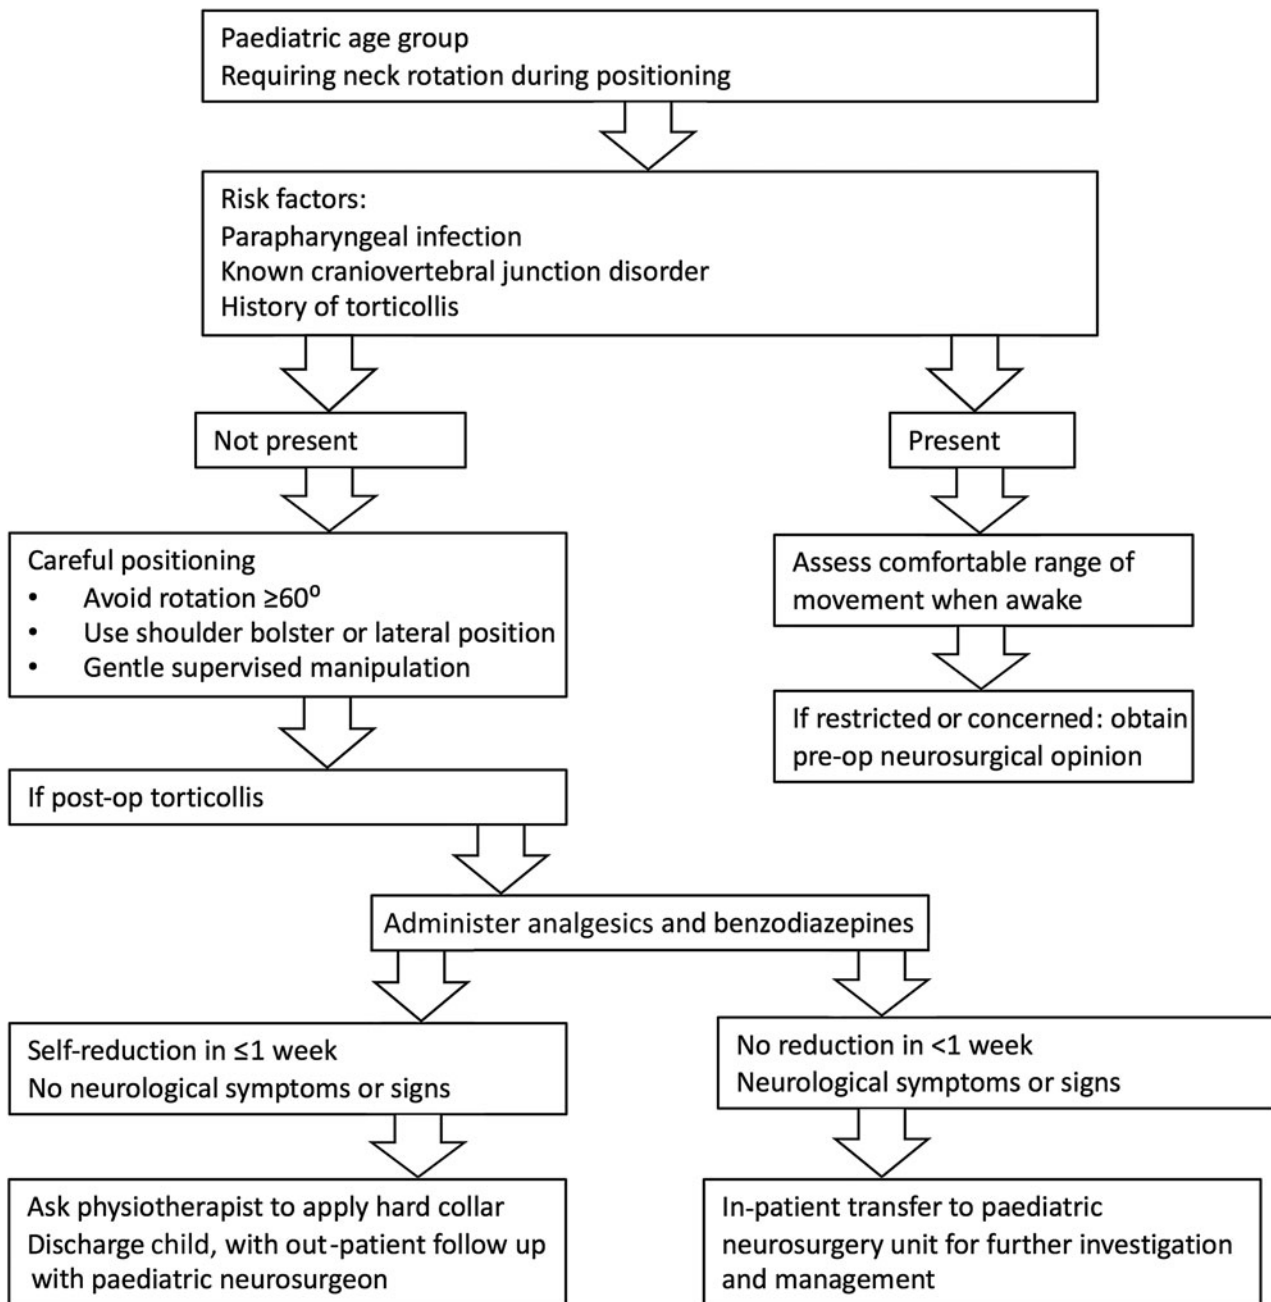 Paediatric age group
Requiring neck rotation during positioning
Risk factors:
Parapharyngeal infection
Known craniovertebral junction disorder
History of torticollis
Not present
Present
Careful positioning
• Avoid rotation ≥60⁰
• Use shoulder bolster or lateral position
• Gentle supervised manipulation
Assess comfortable range of
movement when awake
If restricted or concerned: obtain
pre-op neurosurgical opinion
If post-op torticollis
Administer analgesics and benzodiazepines
Self-reduction in ≤1 week
No neurological symptoms or signs
No reduction in <1 week
Neurological symptoms or signs
Ask physiotherapist to apply hard collar
Discharge child, with out-patient follow up
with paediatric neurosurgeon
In-patient transfer to paediatric
neurosurgery unit for further investigation
and management